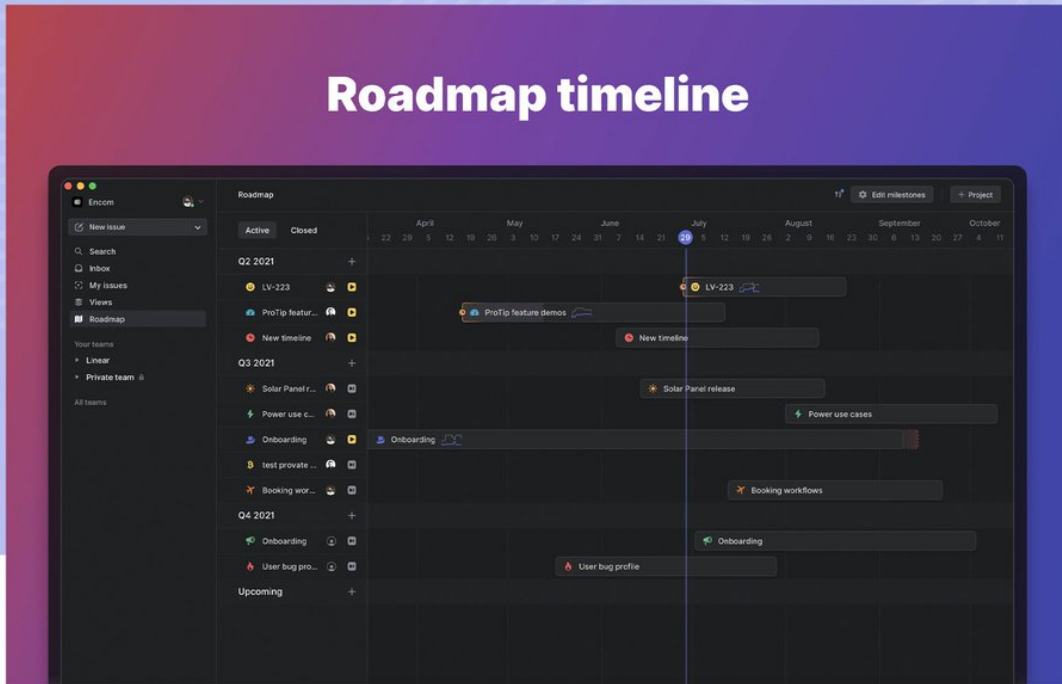 Roadmap timeline
Encom
New issue
Search
Inbox
My issues
Views
Roadmap
Your teams
Linear
Private team
All teams
Roadmap
Edit milestones
+ Project
Active Closed
April May June July August September October
22 29 5 12 19 26 3 10 17 24 31 7 14 21 29 5 12 19 26 2 9 16 23 30 6 13 20 27 4 11
Q2 2021 +
LV-223 LV-223
ProTip featur... ProTip feature demos
New timeline New timeline
Q3 2021 +
Solar Panel r... Solar Panel release
Power use c... Power use cases
Onboarding Onboarding
test provate ...
Booking wor... Booking workflows
Q4 2021 +
Onboarding Onboarding
User bug pro... User bug profile
Upcoming +